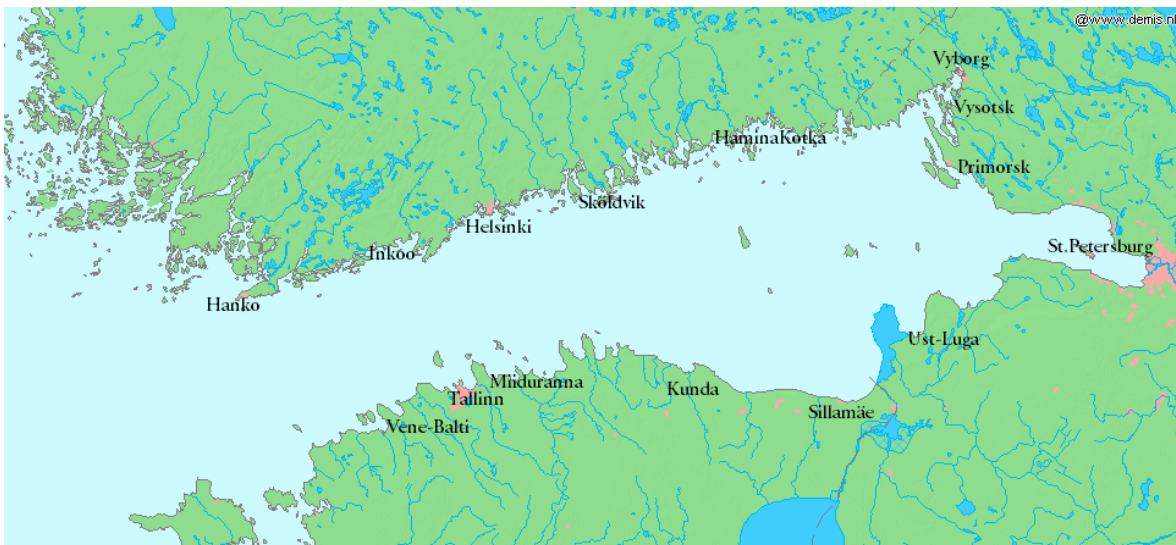 @www.demis.nl
Vyborg
Vysotsk
HaminaKotka
Primorsk
Sköldvik
Helsinki
St.Petersburg
Inkoo
Hanko
Ust-Luga
Miiduranna
Kunda
Tallinn
Sillamäe
Vene-Balti